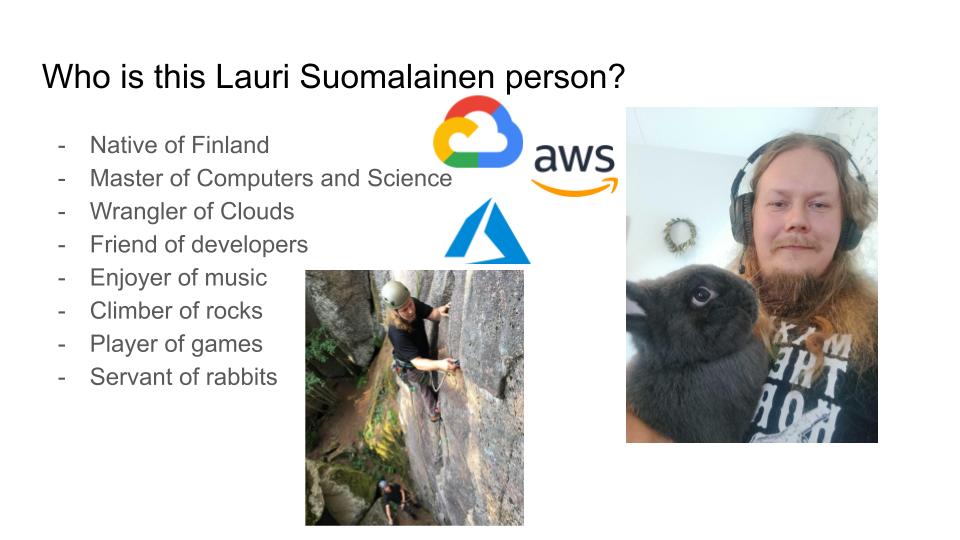 Who is this Lauri Suomalainen person?
- Native of Finland
- Master of Computers and Science
- Wrangler of Clouds
- Friend of developers
- Enjoyer of music
- Climber of rocks
- Player of games
- Servant of rabbits
aws
THE